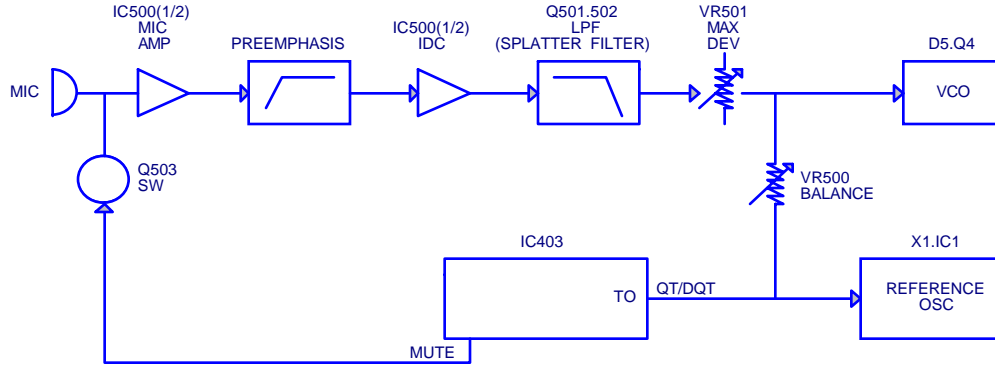 IC500(1/2)
MIC
AMP
PREEMPHASIS
IC500(1/2)
IDC
Q501.502
LPF
(SPLATTER FILTER)
VR501
MAX
DEV
D5.Q4
MIC
VCO
Q503
SW
VR500
BALANCE
IC403
X1.IC1
TO
QT/DQT
REFERENCE
OSC
MUTE